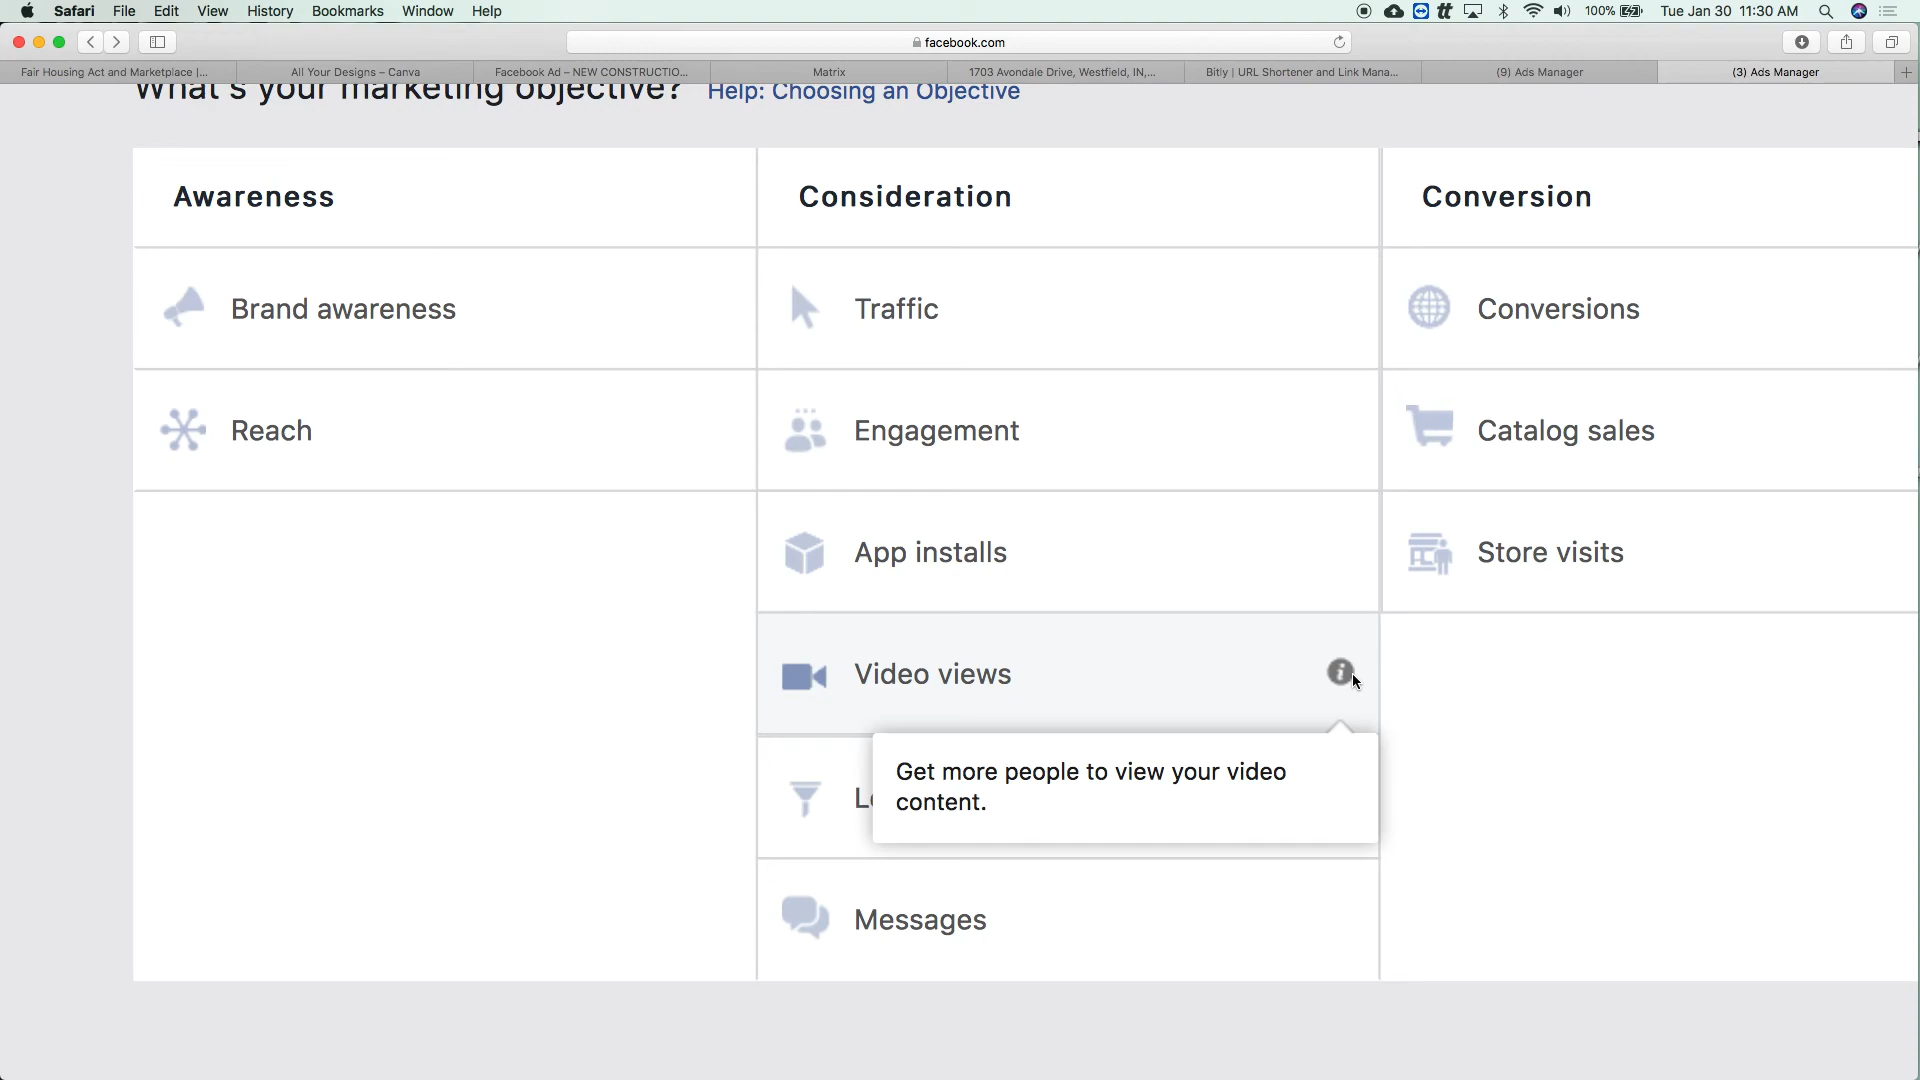 Safari File Edit View History Bookmarks Window Help 100% Tue Jan 30 11:30 AM
facebook.com
Fair Housing Act and Marketplace |... All Your Designs – Canva Facebook Ad – NEW CONSTRUCTIO... Matrix 1703 Avondale Drive, Westfield, IN,... Bitly | URL Shortener and Link Mana... (9) Ads Manager (3) Ads Manager
What's your marketing objective? Help: Choosing an Objective
Awareness Consideration Conversion
Brand awareness Traffic Conversions
Reach Engagement Catalog sales
App installs Store visits
Video views
Get more people to view your video
content.
Messages